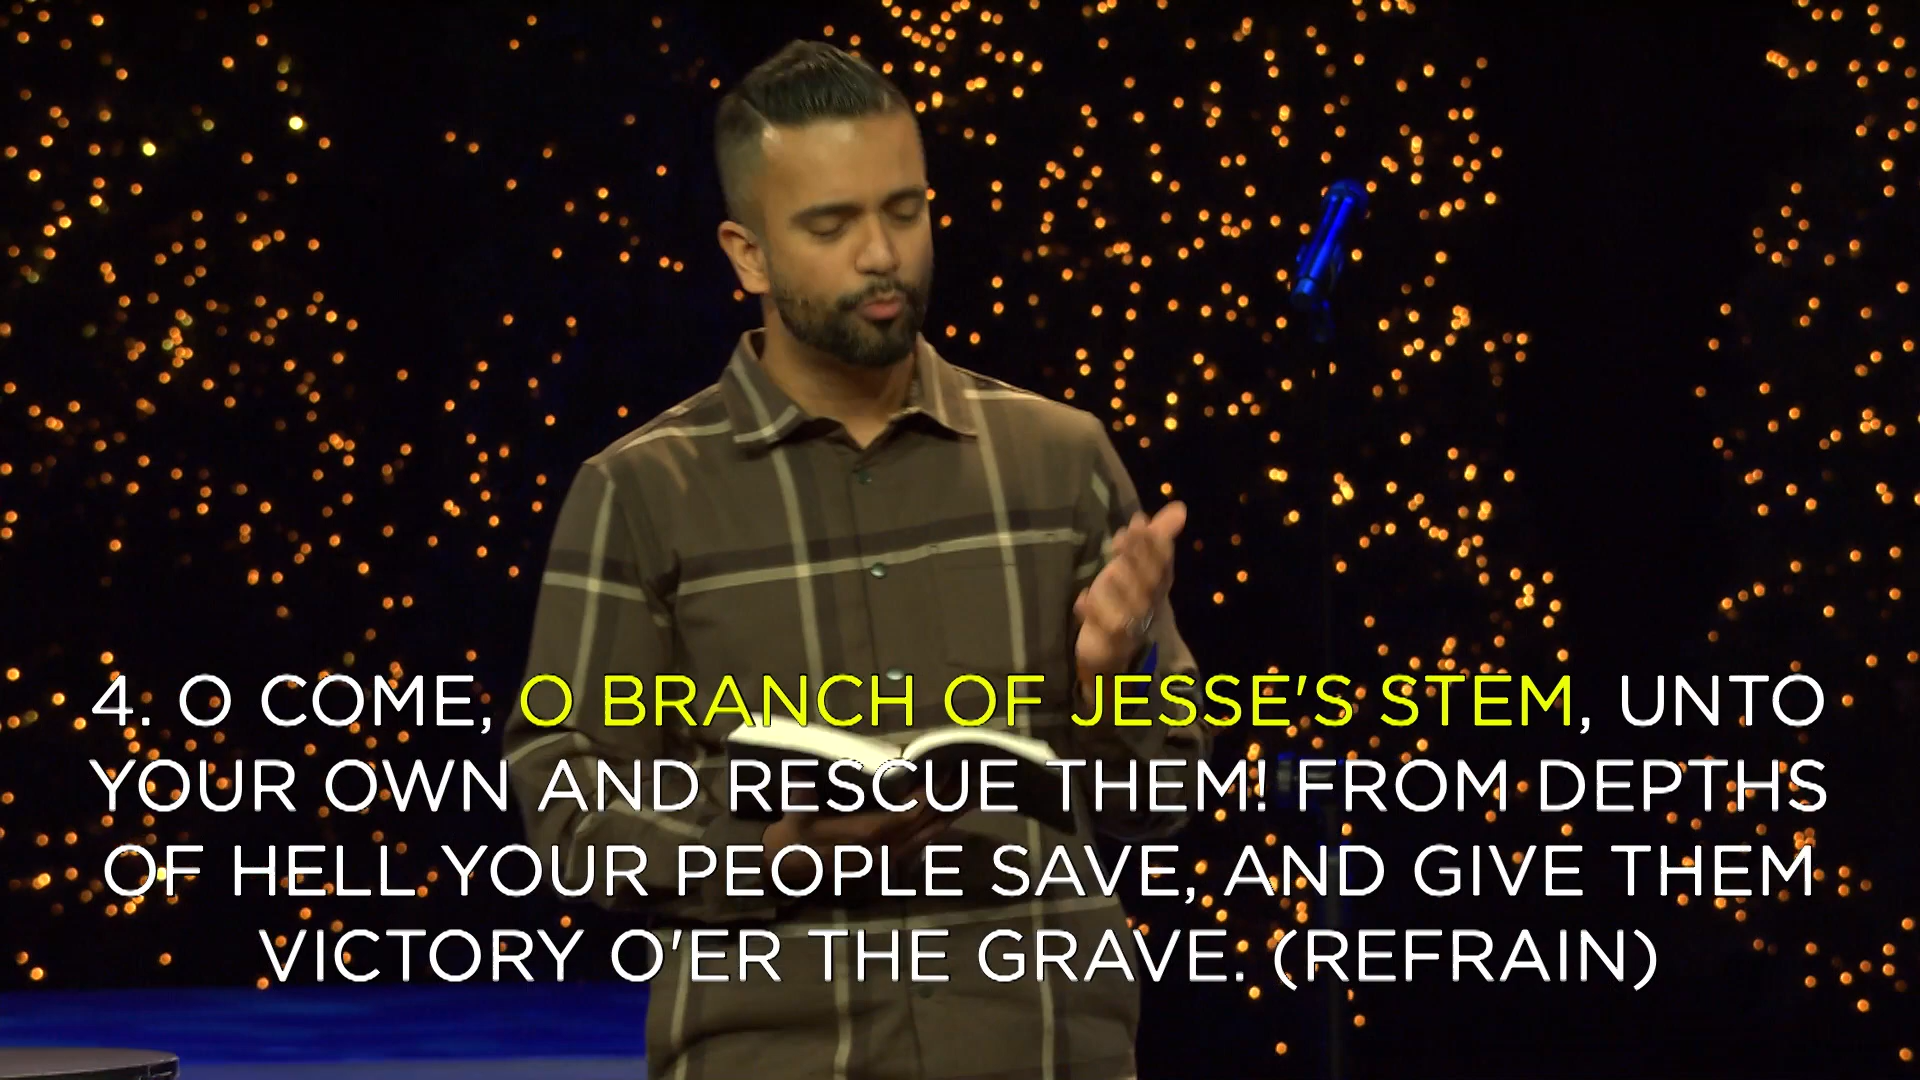 4. O COME, O BRANCH OF JESSE'S STEM, UNTO
YOUR OWN AND RESCUE THEM! FROM DEPTHS
OF HELL YOUR PEOPLE SAVE, AND GIVE THEM
VICTORY O'ER THE GRAVE. (REFRAIN)